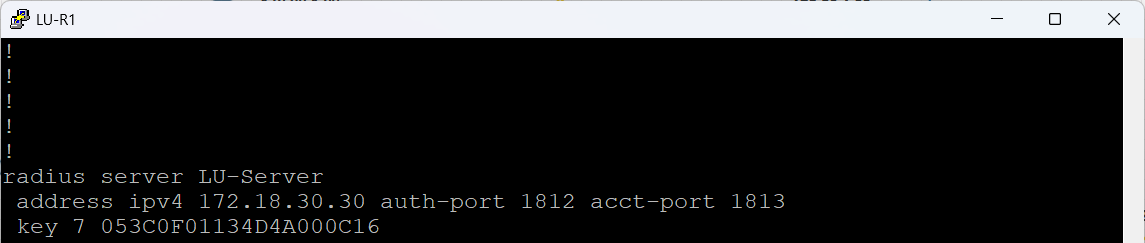 LU-R1
!
!
!
!
!
radius server LU-Server
address ipv4 172.18.30.30 auth-port 1812 acct-port 1813
key 7 053C0F01134D4A000C16